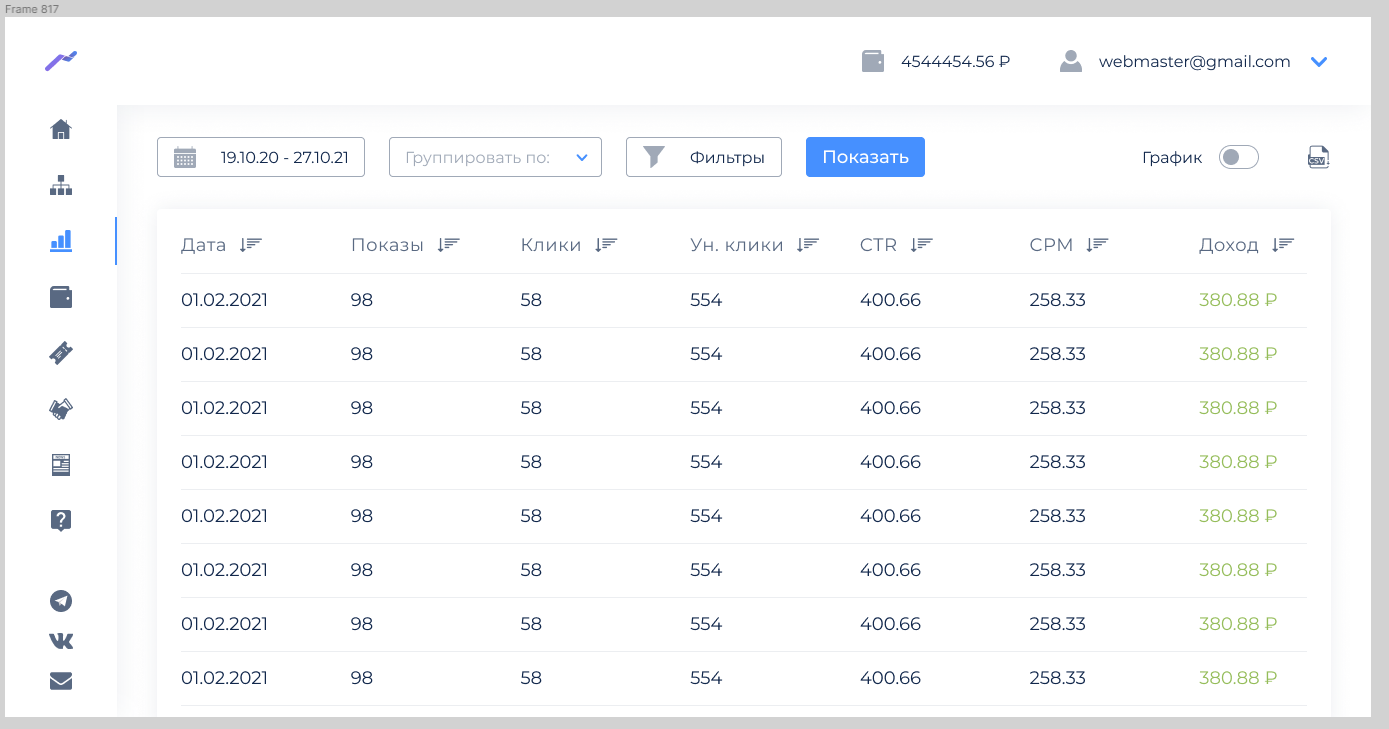 Frame 817
4544454.56 ₽ webmaster@gmail.com
19.10.20 - 27.10.21 Группировать по: Фильтры Показать График CSV
Дата Показы Клики Ун. клики CTR CPM Доход
01.02.2021 98 58 554 400.66 258.33 380.88 ₽
01.02.2021 98 58 554 400.66 258.33 380.88 ₽
01.02.2021 98 58 554 400.66 258.33 380.88 ₽
01.02.2021 98 58 554 400.66 258.33 380.88 ₽
01.02.2021 98 58 554 400.66 258.33 380.88 ₽
01.02.2021 98 58 554 400.66 258.33 380.88 ₽
01.02.2021 98 58 554 400.66 258.33 380.88 ₽
01.02.2021 98 58 554 400.66 258.33 380.88 ₽